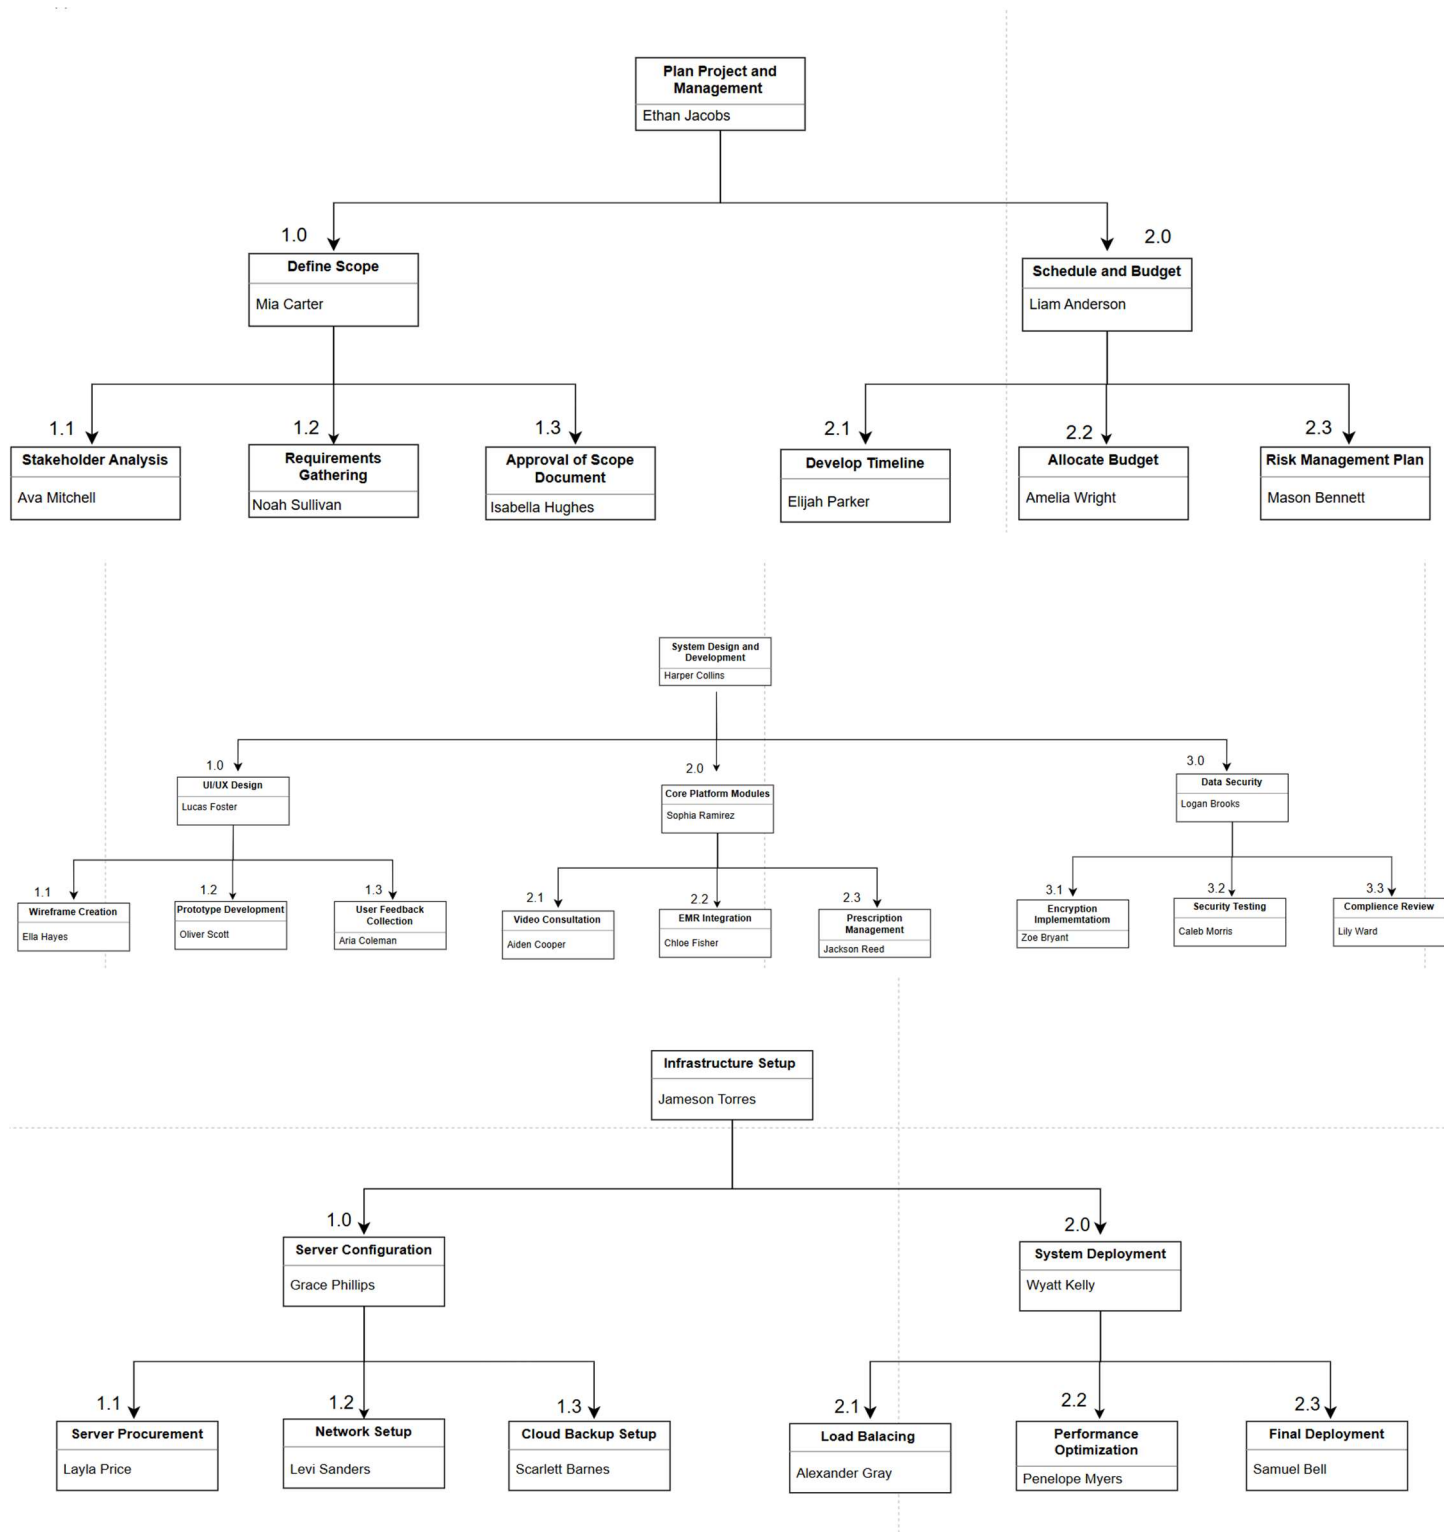 Plan Project and
Management
Ethan Jacobs
1.0
2.0
Define Scope
Mia Carter
Schedule and Budget
Liam Anderson
1.1
1.2
1.3
2.1
2.2
2.3
Stakeholder Analysis
Ava Mitchell
Requirements
Gathering
Noah Sullivan
Approval of Scope
Document
Isabella Hughes
Develop Timeline
Elijah Parker
Allocate Budget
Amelia Wright
Risk Management Plan
Mason Bennett
System Design and
Development
Harper Collins
1.0
2.0
3.0
UI/UX Design
Lucas Foster
Core Platform Modules
Sophia Ramirez
Data Security
Logan Brooks
1.1
1.2
1.3
2.1
2.2
2.3
3.1
3.2
3.3
Wireframe Creation
Ella Hayes
Prototype Development
Oliver Scott
User Feedback
Collection
Aria Coleman
Video Consultation
Aiden Cooper
EMR Integration
Chloe Fisher
Prescription
Management
Jackson Reed
Encryption
Implementatiom
Zoe Bryant
Security Testing
Caleb Morris
Complience Review
Lily Ward
Infrastructure Setup
Jameson Torres
1.0
2.0
Server Configuration
Grace Phillips
System Deployment
Wyatt Kelly
1.1
1.2
1.3
2.1
2.2
2.3
Server Procurement
Layla Price
Network Setup
Levi Sanders
Cloud Backup Setup
Scarlett Barnes
Load Balacing
Alexander Gray
Performance
Optimization
Penelope Myers
Final Deployment
Samuel Bell